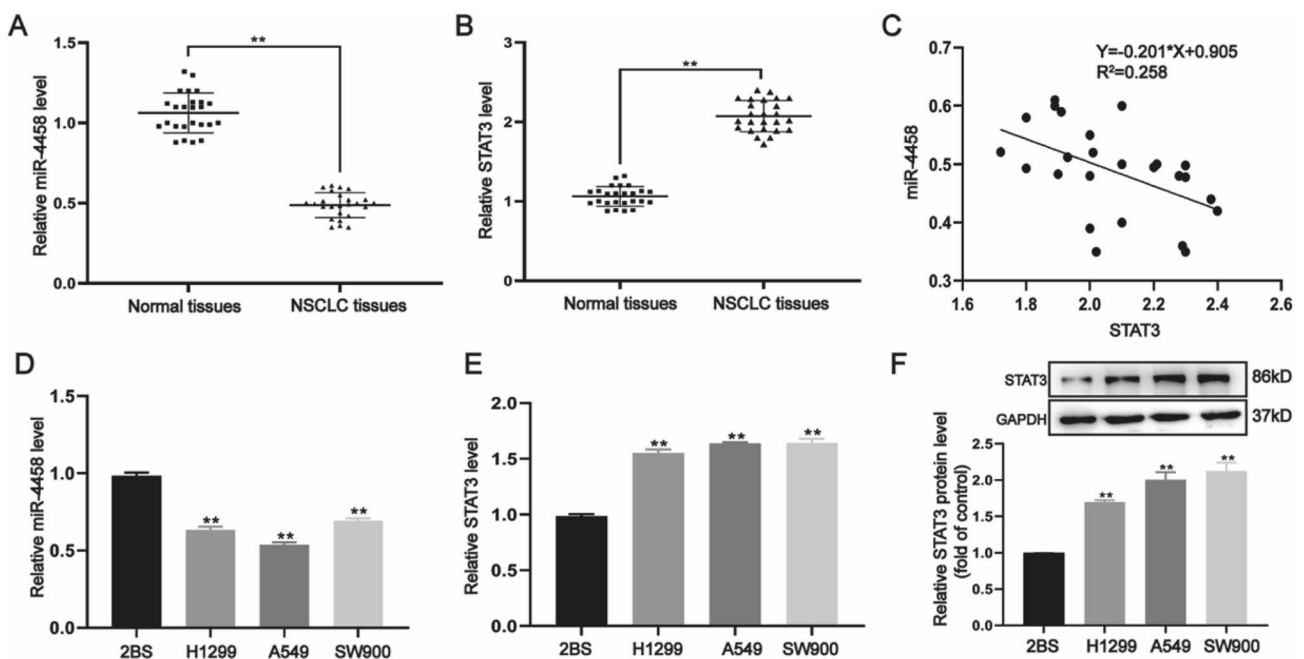 A
Relative miR-4458 level
1.5
1.0
0.5
0.0
**
Normal tissues
NSCLC tissues
B
Relative STAT3 level
3
2
1
0
**
Normal tissues
NSCLC tissues
C
miR-4458
0.7
0.6
0.5
0.4
0.3
Y=-0.201*X+0.905
R²=0.258
1.6
1.8
2.0
2.2
2.4
2.6
STAT3
D
Relative miR-4458 level
1.5
1.0
0.5
0.0
**
**
**
2BS
H1299
A549
SW900
E
Relative STAT3 level
2.0
1.5
1.0
0.5
0.0
**
**
**
2BS
H1299
A549
SW900
F
STAT3
86kD
GAPDH
37kD
Relative STAT3 protein level
(fold of control)
2.5
2.0
1.5
1.0
0.5
0.0
**
**
**
2BS
H1299
A549
SW900